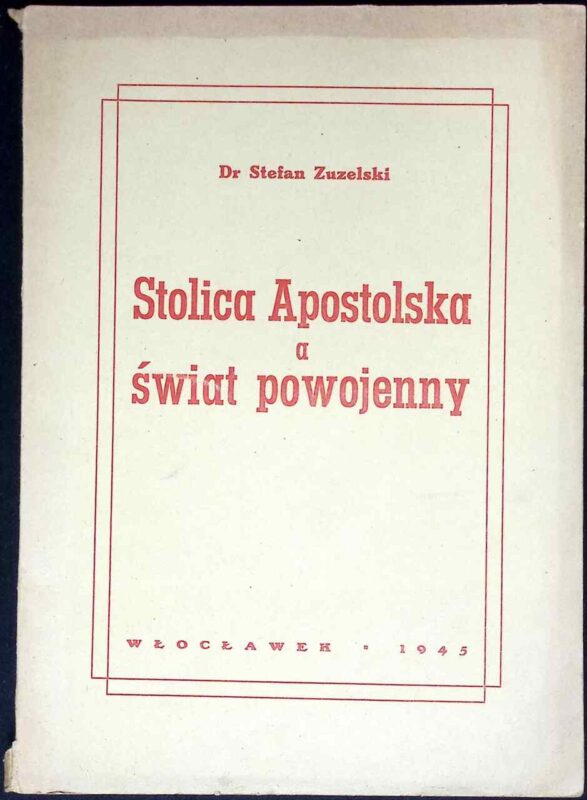 Dr Stefan Zuzelski
Stolica Apostolska
a
świat powojenny
WŁOCŁAWEK • 1945